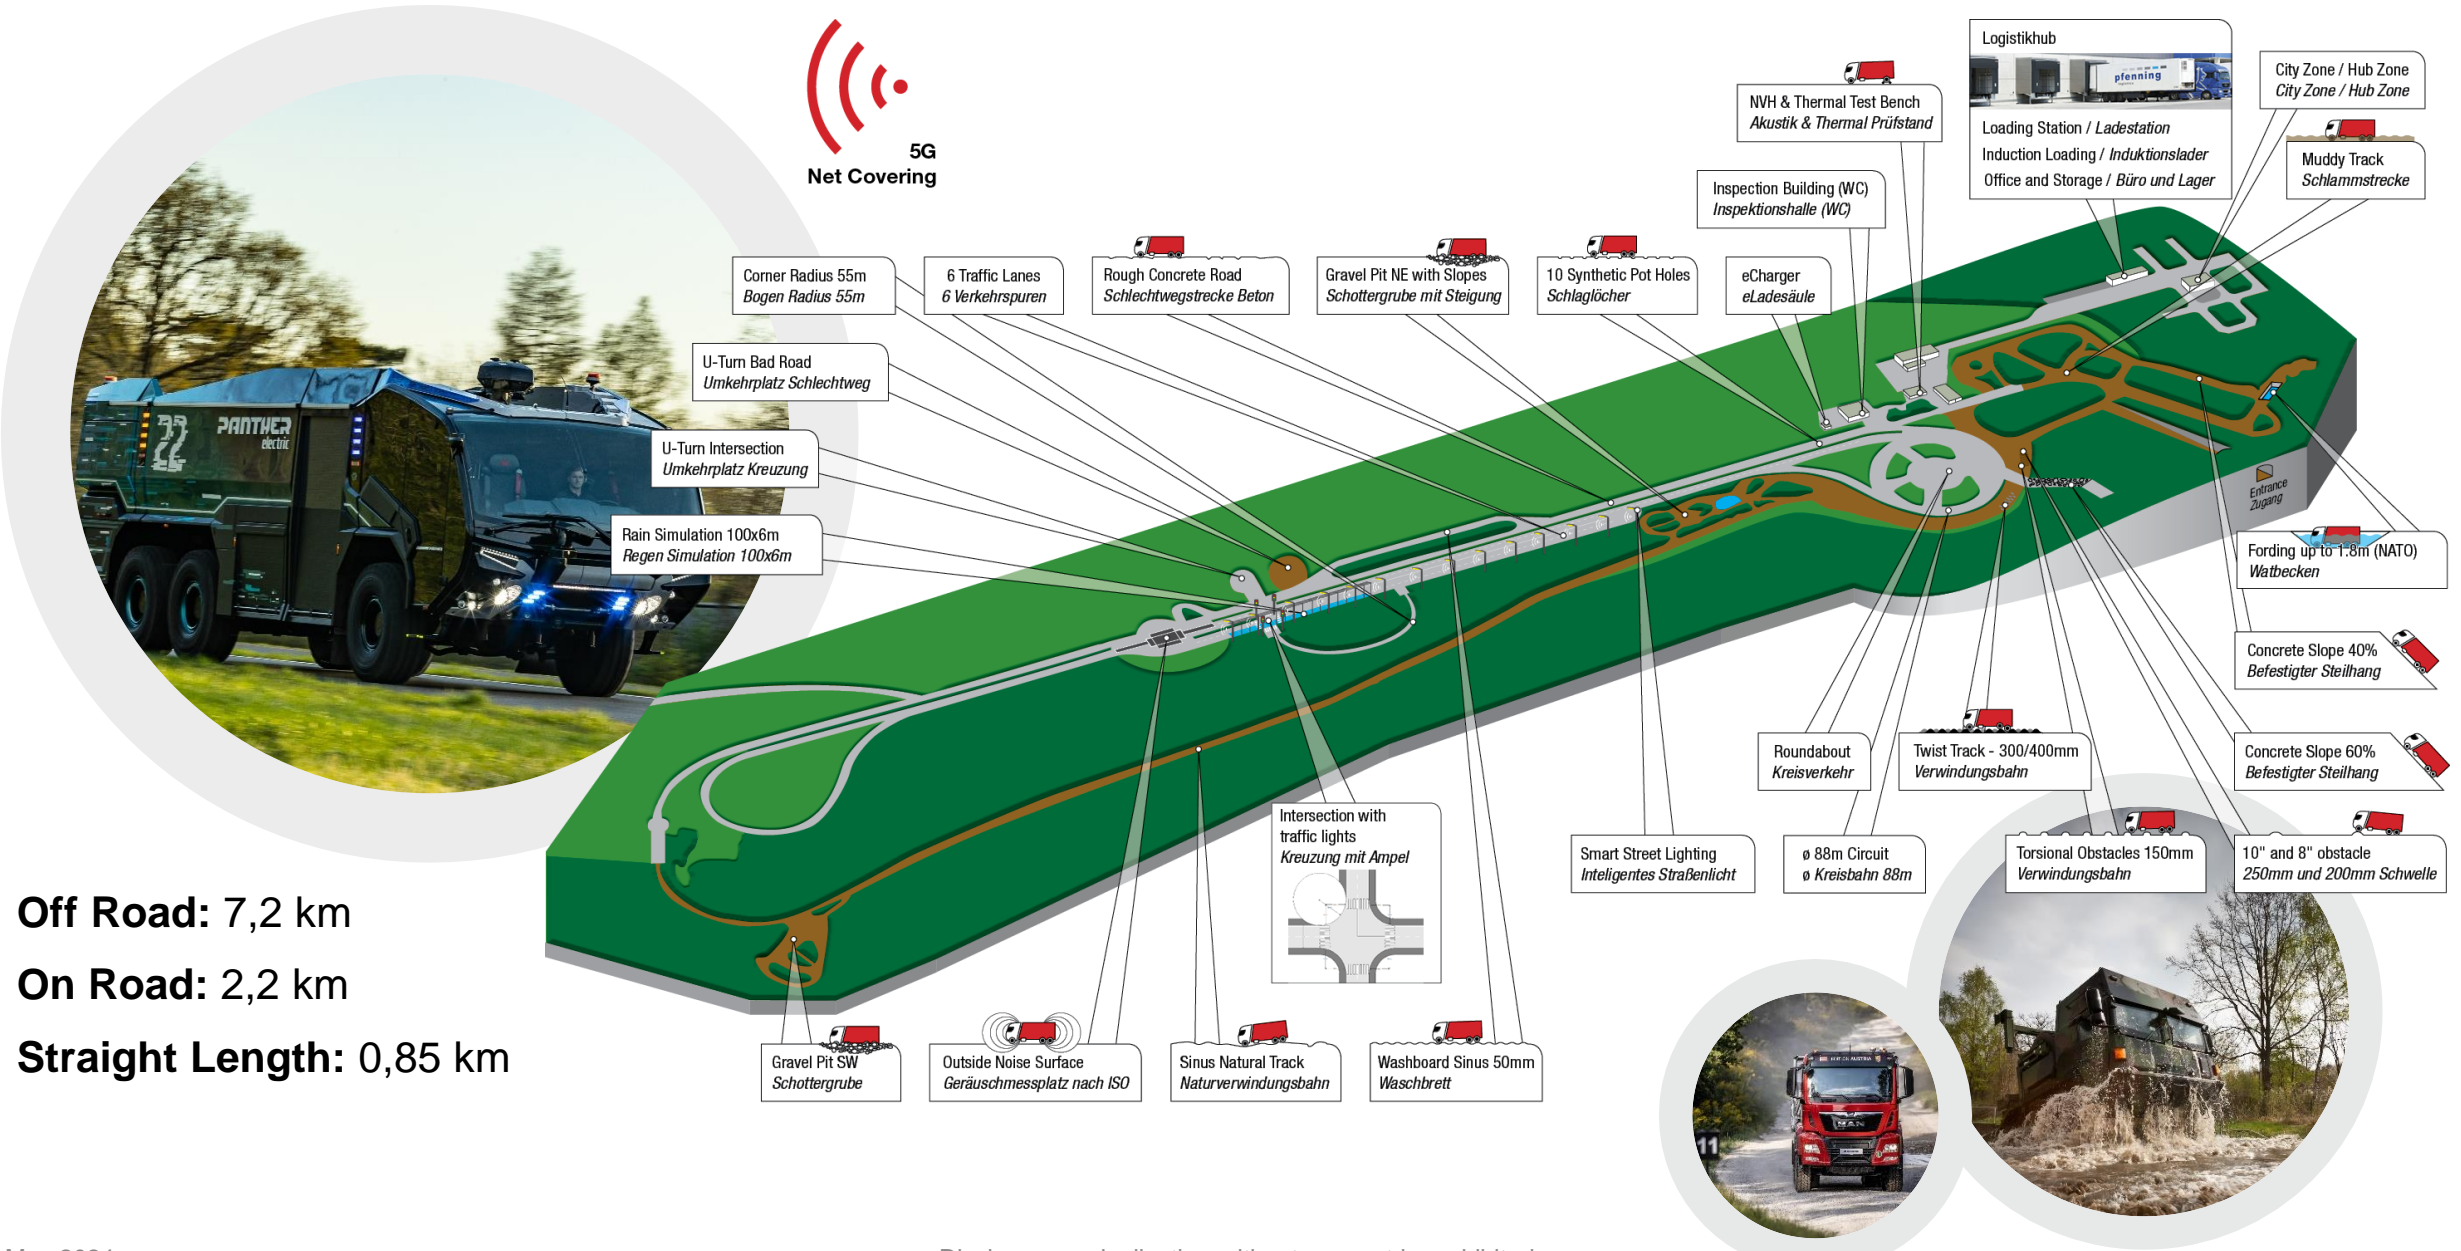 5G
Net Covering
Logistikhub
pfenning
Loading Station / Ladestation
Induction Loading / Induktionslader
Office and Storage / Büro und Lager
City Zone / Hub Zone
City Zone / Hub Zone
Muddy Track
Schlammstrecke
NVH & Thermal Test Bench
Akustik & Thermal Prüfstand
Inspection Building (WC)
Inspektionshalle (WC)
Corner Radius 55m
Bogen Radius 55m
6 Traffic Lanes
6 Verkehrspuren
Rough Concrete Road
Schlechtwegstrecke Beton
Gravel Pit NE with Slopes
Schottergrube mit Steigung
10 Synthetic Pot Holes
Schlaglöcher
eCharger
eLadesäule
U-Turn Bad Road
Umkehrplatz Schlechtweg
U-Turn Intersection
Umkehrplatz Kreuzung
Rain Simulation 100x6m
Regen Simulation 100x6m
PANTHER
electric
22
Entrance
Zugang
Fording up to 1.8m (NATO)
Watbecken
Concrete Slope 40%
Befestigter Steilhang
Concrete Slope 60%
Befestigter Steilhang
Roundabout
Kreisverkehr
Twist Track - 300/400mm
Verwindungsbahn
Intersection with
traffic lights
Kreuzung mit Ampel
Smart Street Lighting
Inteligentes Straßenlicht
ø 88m Circuit
ø Kreisbahn 88m
Torsional Obstacles 150mm
Verwindungsbahn
10" and 8" obstacle
250mm und 200mm Schwelle
Off Road: 7,2 km
On Road: 2,2 km
Straight Length: 0,85 km
Gravel Pit SW
Schottergrube
Outside Noise Surface
Geräuschmessplatz nach ISO
Sinus Natural Track
Naturverwindungsbahn
Washboard Sinus 50mm
Waschbrett
MAN
11